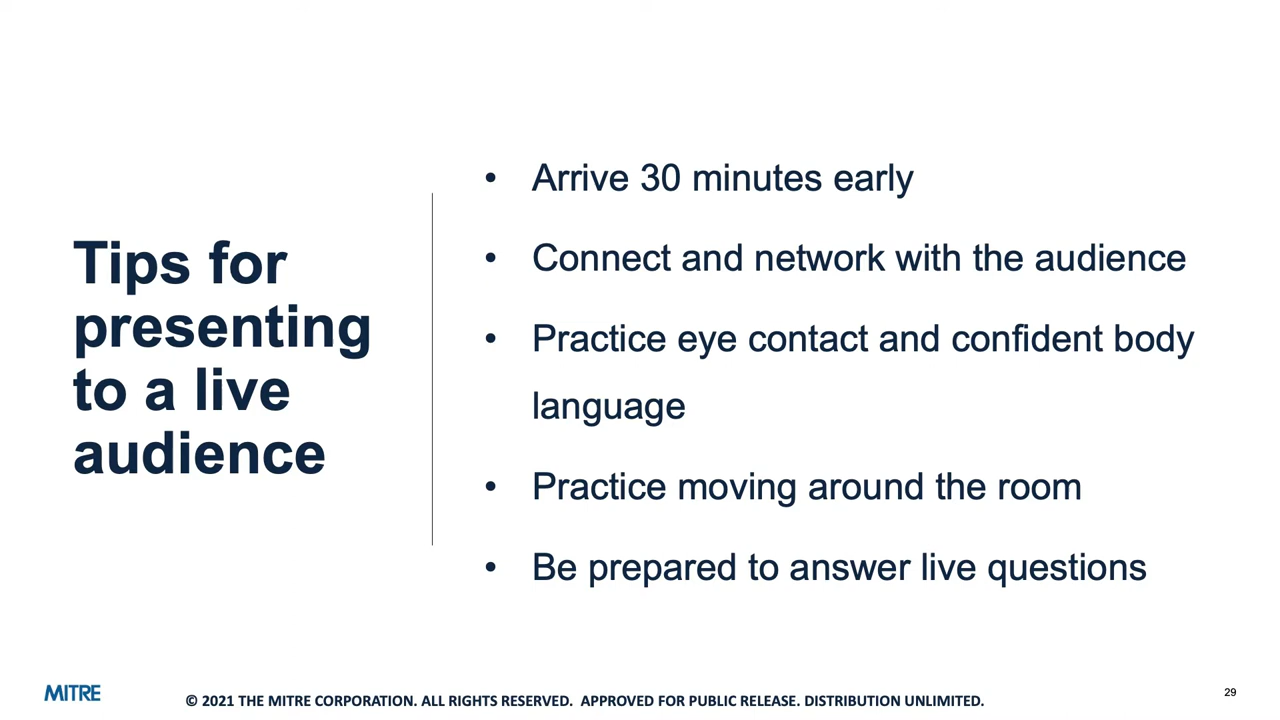 Tips for
presenting
to a live
audience
• Arrive 30 minutes early
• Connect and network with the audience
• Practice eye contact and confident body
language
• Practice moving around the room
• Be prepared to answer live questions
MITRE
© 2021 THE MITRE CORPORATION. ALL RIGHTS RESERVED. APPROVED FOR PUBLIC RELEASE. DISTRIBUTION UNLIMITED.
29